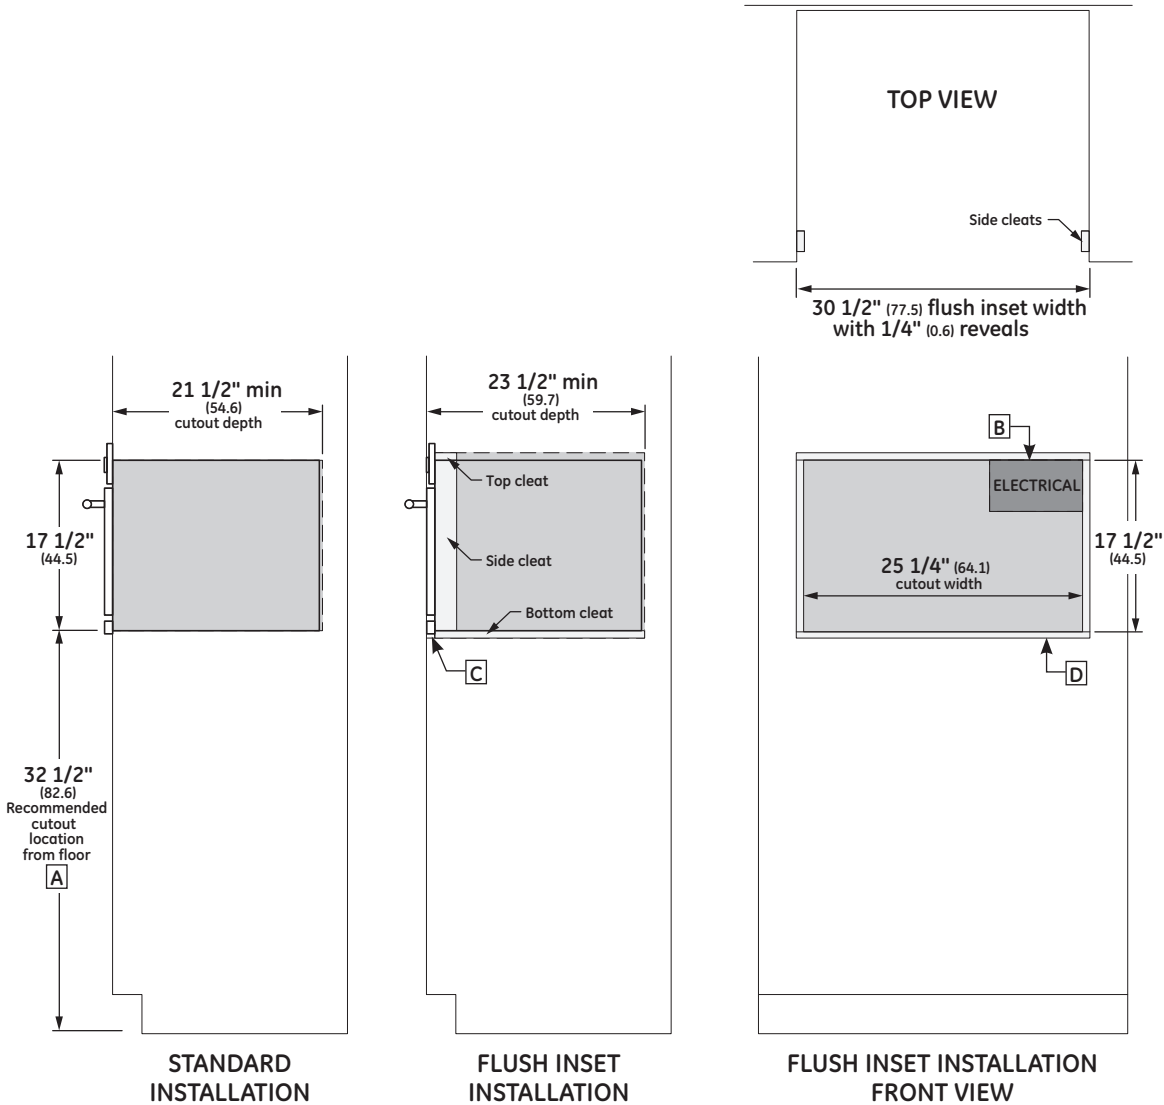 TOP VIEW
Side cleats
30 1/2" (77.5) flush inset width
with 1/4" (0.6) reveals
21 1/2" min
(54.6)
cutout depth
17 1/2"
(44.5)
32 1/2"
(82.6)
Recommended
cutout
location
from floor
A
STANDARD
INSTALLATION
23 1/2" min
(59.7)
cutout depth
Top cleat
Side cleat
Bottom cleat
C
FLUSH INSET
INSTALLATION
B
ELECTRICAL
25 1/4" (64.1)
cutout width
17 1/2"
(44.5)
D
FLUSH INSET INSTALLATION
FRONT VIEW